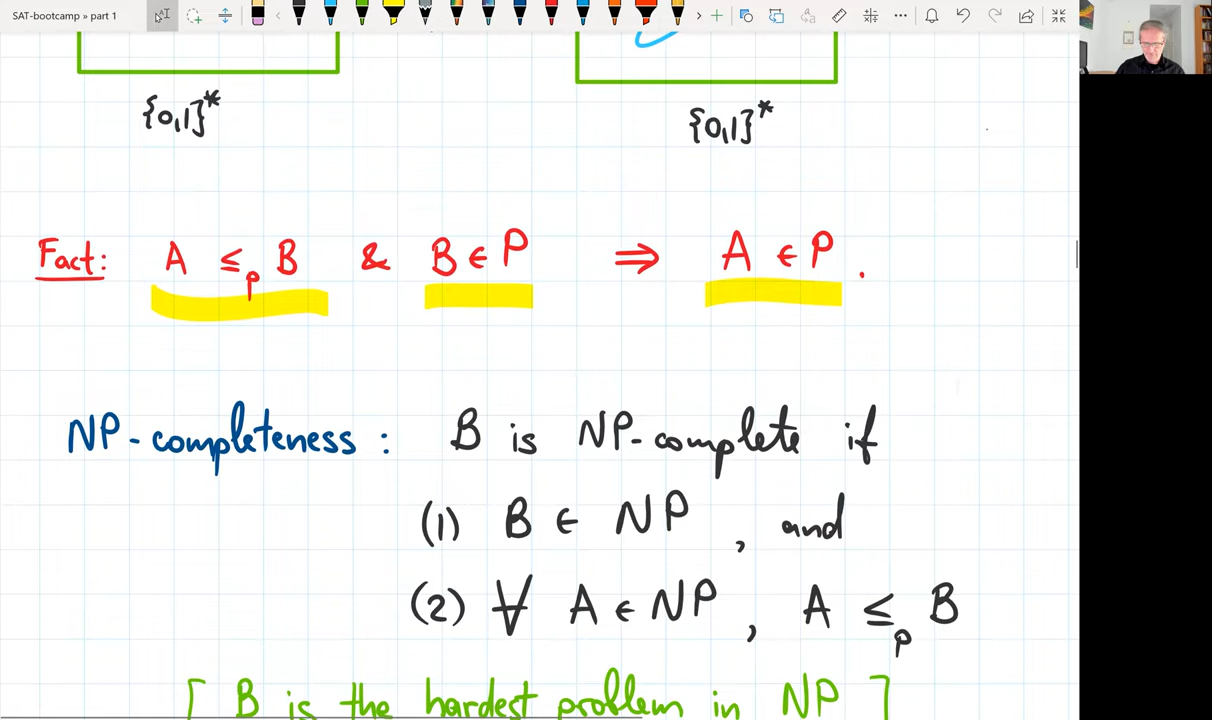 SAT-bootcamp » part 1
{0,1}* {0,1}*
Fact: A ≤p B & B ∈ P ⇒ A ∈ P.
NP-completeness: B is NP-complete if
(1) B ∈ NP, and
(2) ∀ A ∈ NP, A ≤p B
[ B is the hardest problem in NP ]